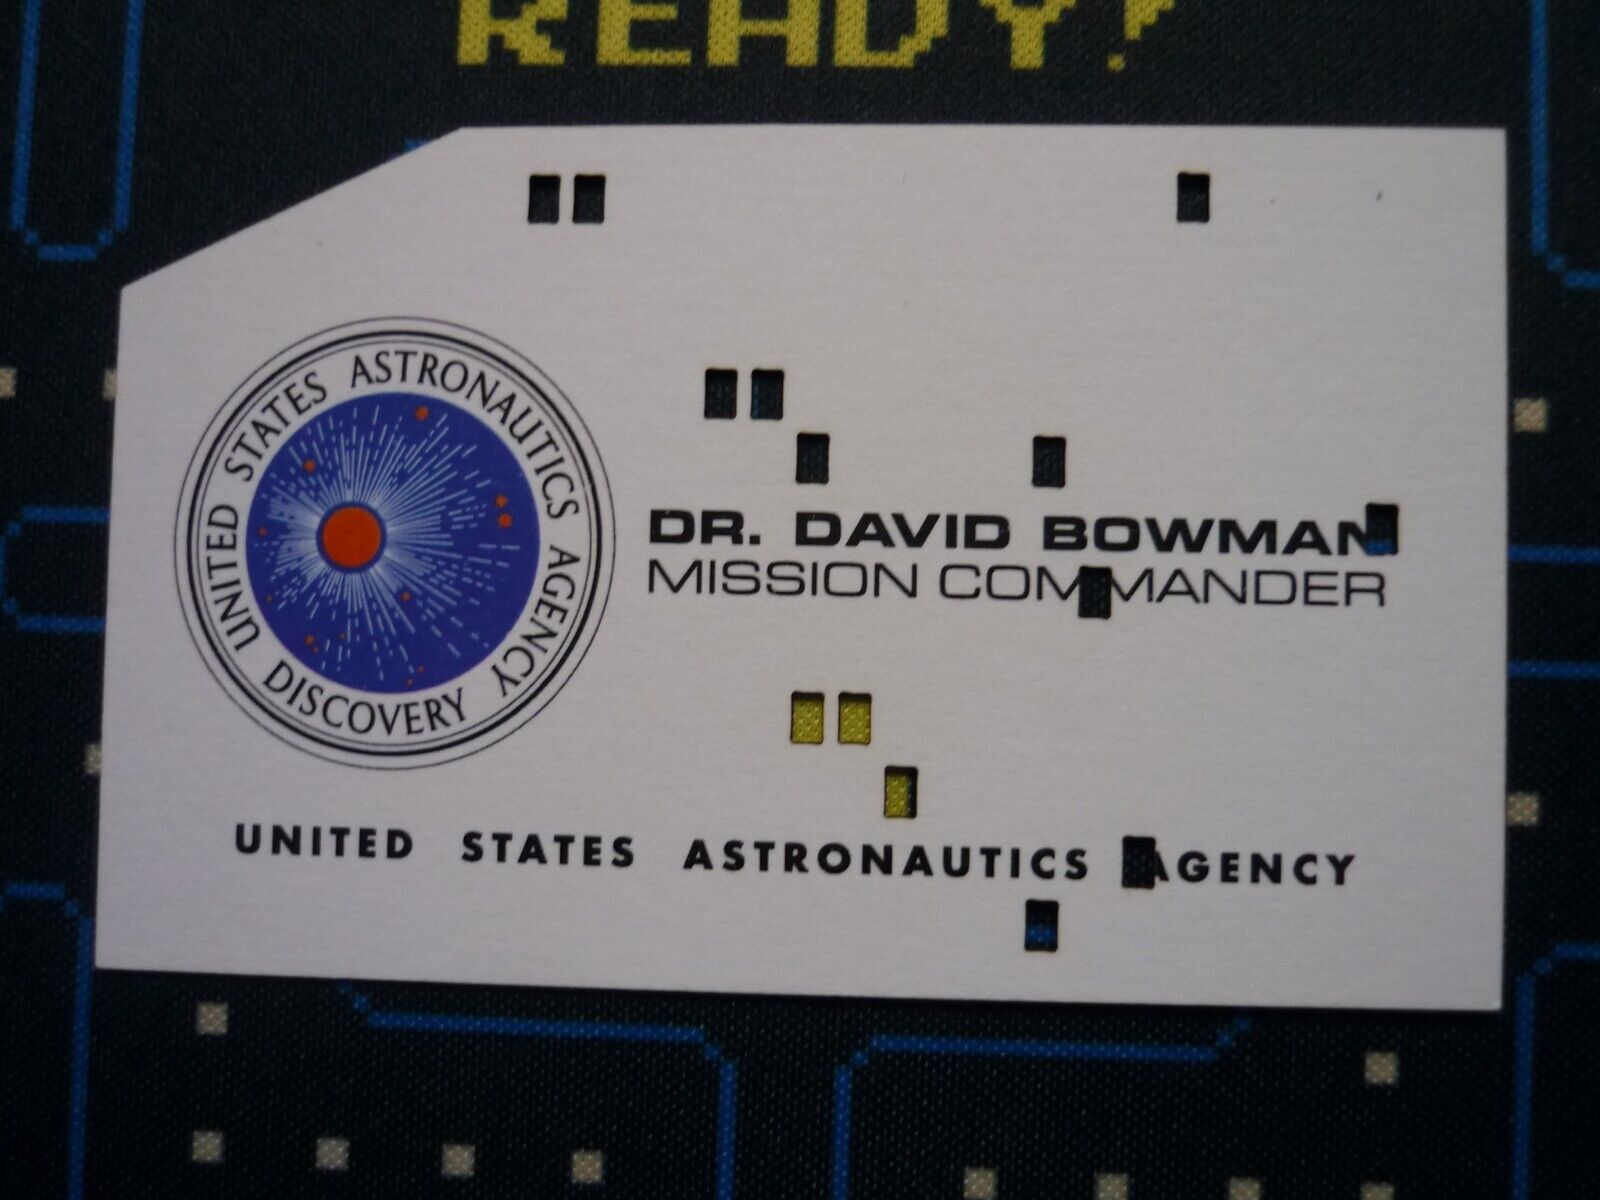 READY!
UNITED STATES ASTRONAUTICS AGENCY
DISCOVERY
DR. DAVID BOWMAN
MISSION COMMANDER
UNITED STATES ASTRONAUTICS AGENCY